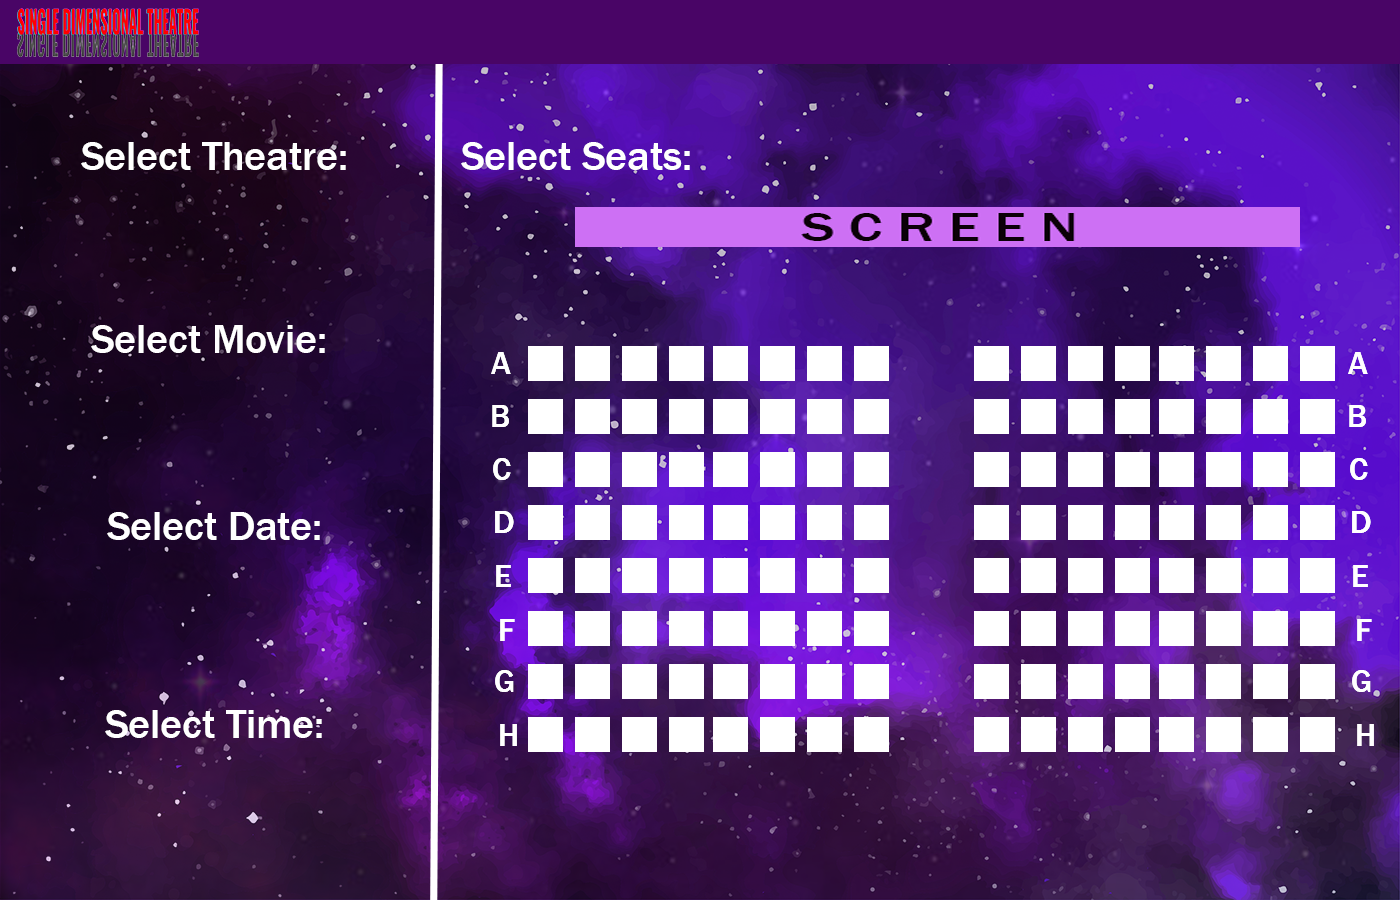 SINGLE DIMENSIONAL THEATRE
Select Theatre:
Select Movie:
Select Date:
Select Time:
Select Seats:
SCREEN
A A
B B
C C
D D
E E
F F
G G
H H